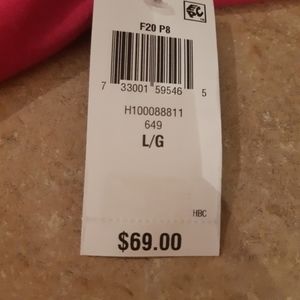 F20 P8
7 33001 59546 5
H100088811
649
L/G
HBC
$69.00